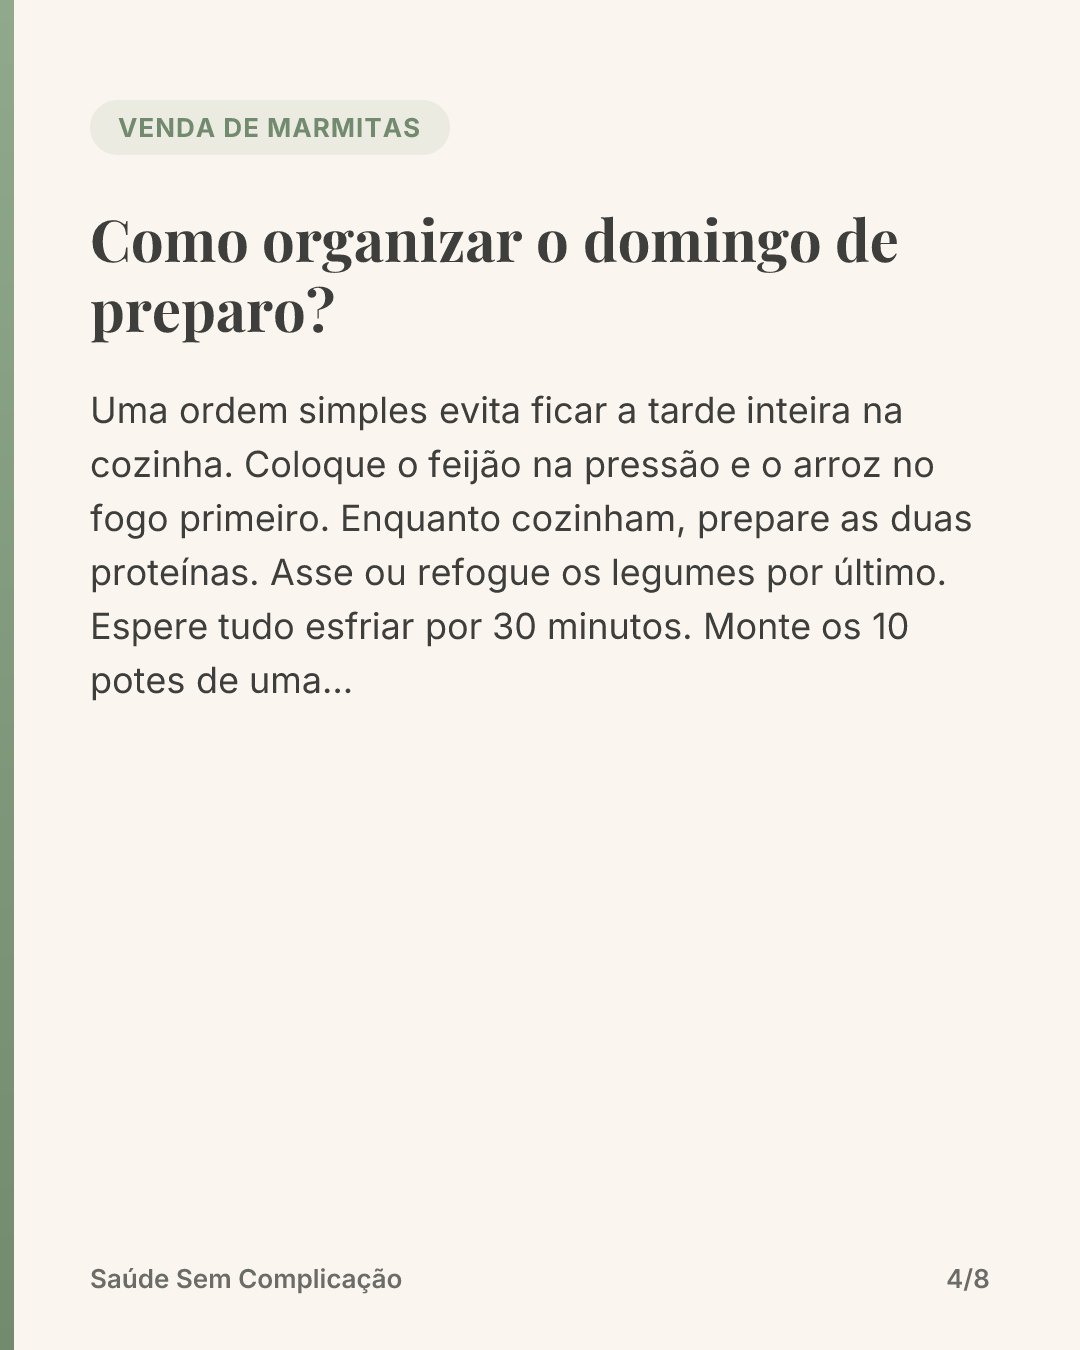 VENDA DE MARMITAS
Como organizar o domingo de
preparo?
Uma ordem simples evita ficar a tarde inteira na
cozinha. Coloque o feijão na pressão e o arroz no
fogo primeiro. Enquanto cozinham, prepare as duas
proteínas. Asse ou refogue os legumes por último.
Espere tudo esfriar por 30 minutos. Monte os 10
potes de uma...
Saúde Sem Complicação
4/8